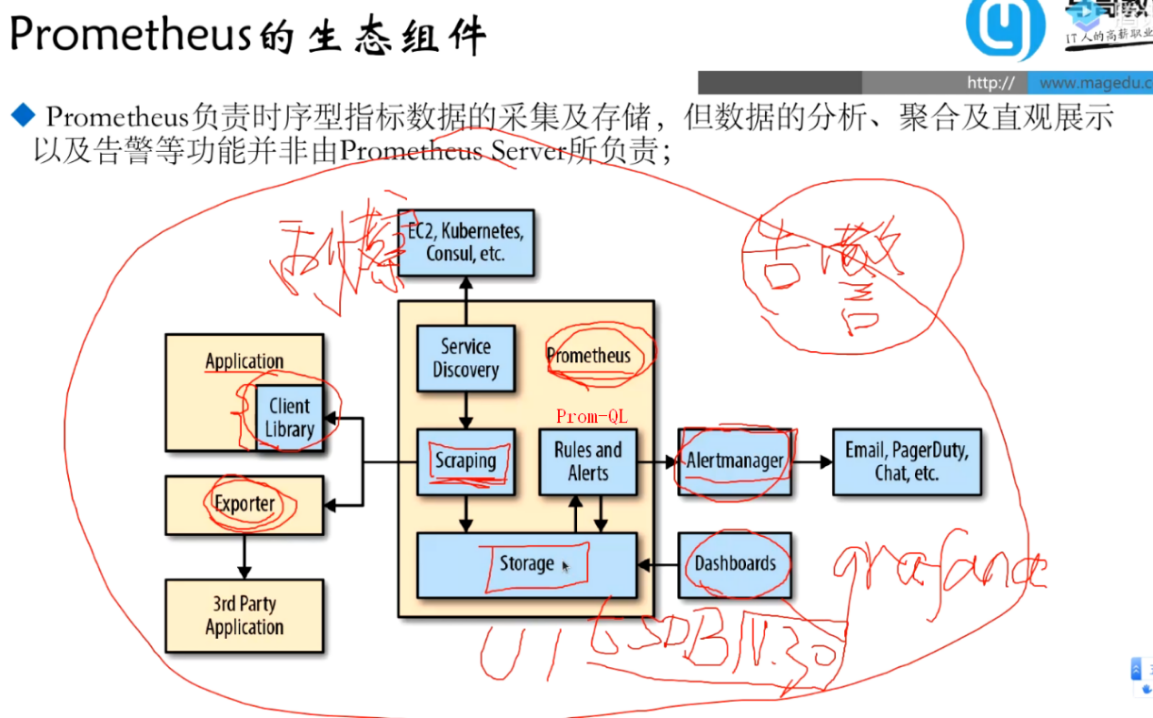 Prometheus的生态组件
IT人的高薪职业
http://
www.magedu.c
Prometheus负责时序型指标数据的采集及存储，但数据的分析、聚合及直观展示
以及告警等功能并非由Prometheus Server所负责；
告警
EC2, Kubernetes,
Consul, etc.
Application
Client
Library
Service
Discovery
Prometheus
Prom-QL
Scraping
Rules and
Alerts
Alertmanager
Email, PagerDuty,
Chat, etc.
Exporter
Storage
Dashboards
grafana
3rd Party
Application
UI
tSDB